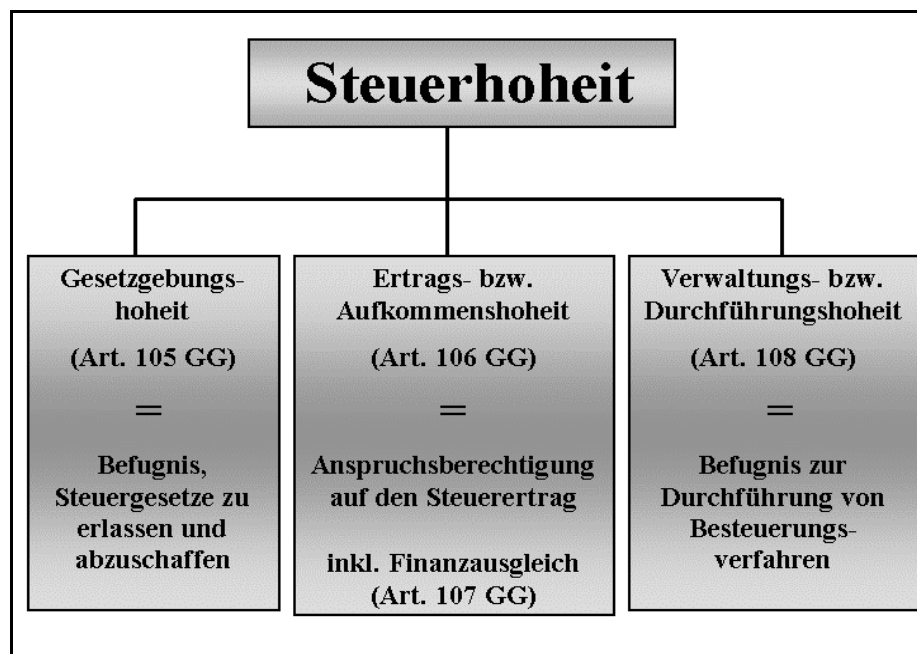 Steuerhoheit
Gesetzgebungs-
hoheit
(Art. 105 GG)
=
Befugnis,
Steuergesetze zu
erlassen und
abzuschaffen
Ertrags- bzw.
Aufkommenshoheit
(Art. 106 GG)
=
Anspruchsberechtigung
auf den Steuerertrag
inkl. Finanzausgleich
(Art. 107 GG)
Verwaltungs- bzw.
Durchführungshoheit
(Art. 108 GG)
=
Befugnis zur
Durchführung von
Besteuerungs-
verfahren